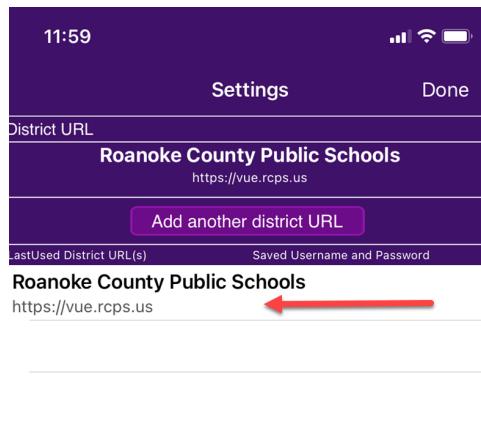 11:59
Settings Done
District URL
Roanoke County Public Schools
https://vue.rcps.us
Add another district URL
LastUsed District URL(s) Saved Username and Password
Roanoke County Public Schools
https://vue.rcps.us